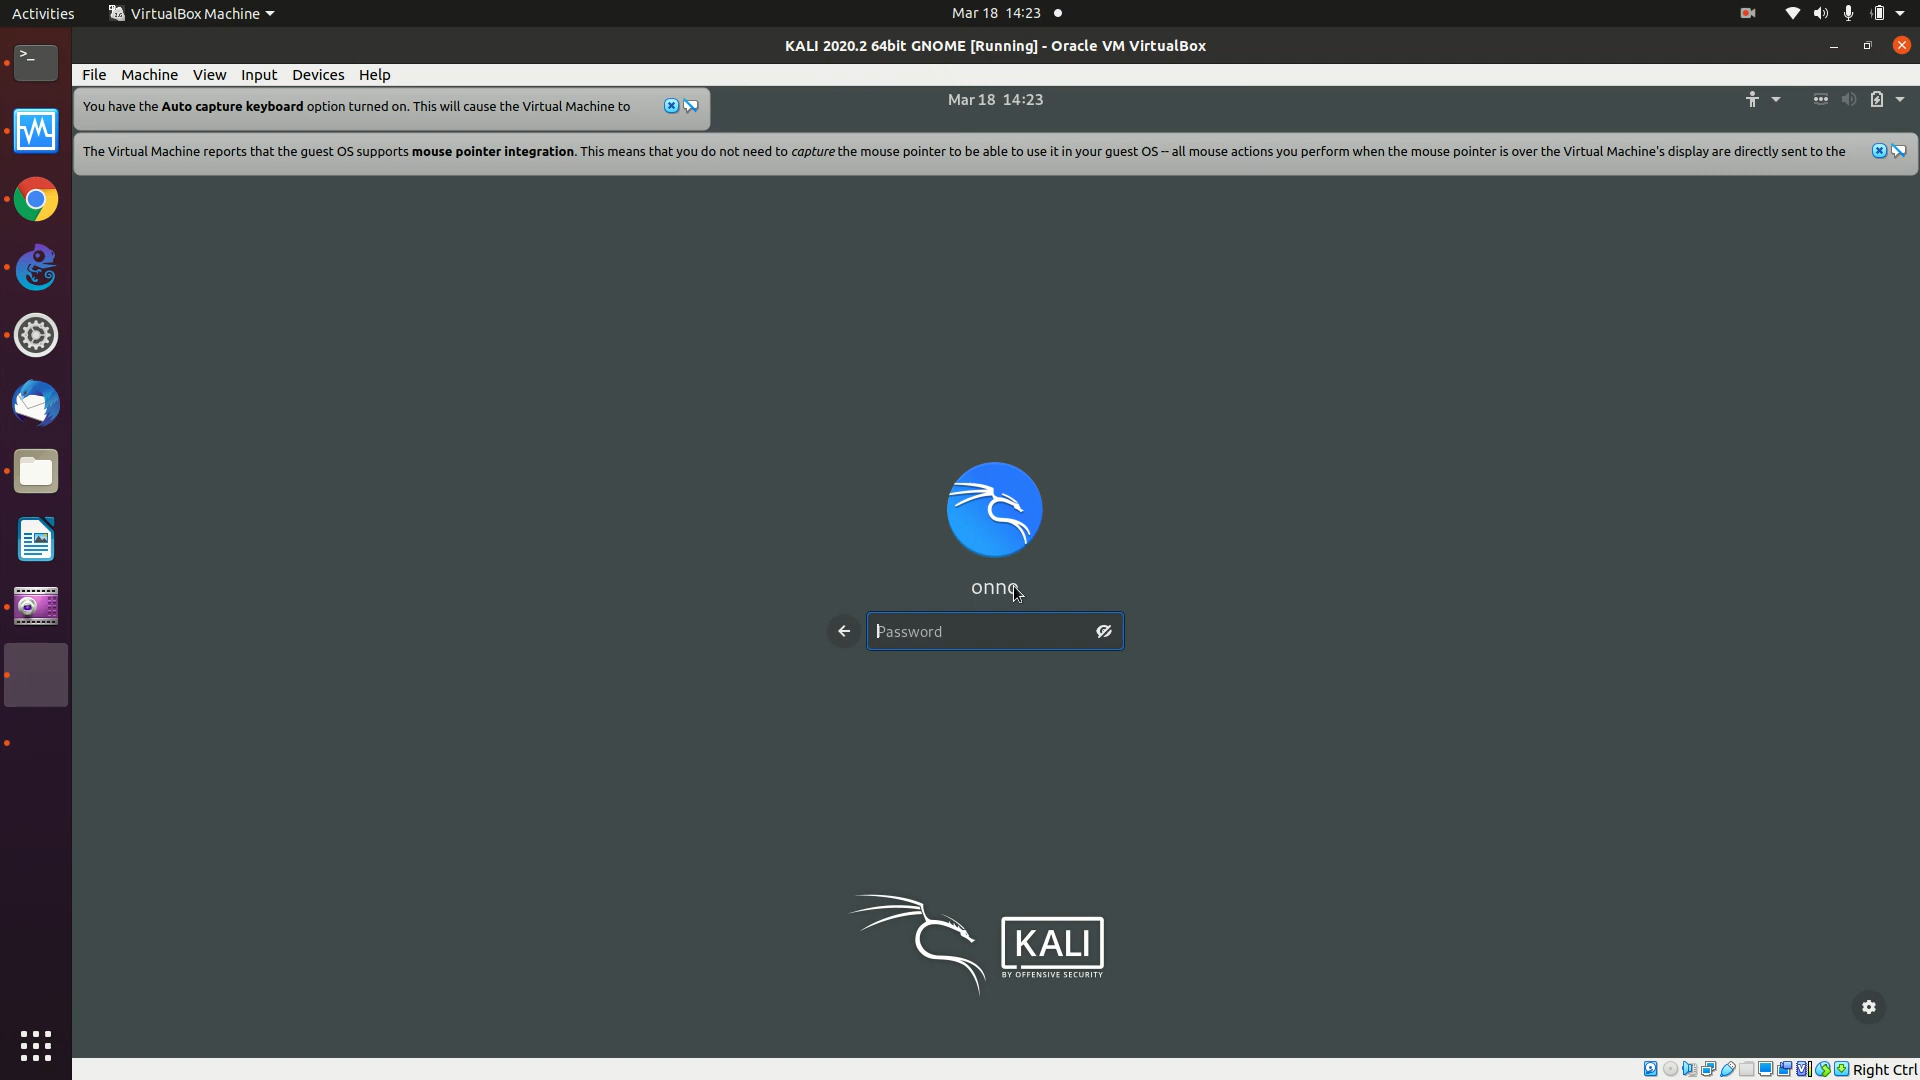 Activities VirtualBox Machine Mar 18 14:23
KALI 2020.2 64bit GNOME [Running] - Oracle VM VirtualBox
File Machine View Input Devices Help
You have the Auto capture keyboard option turned on. This will cause the Virtual Machine to
Mar 18 14:23
The Virtual Machine reports that the guest OS supports mouse pointer integration. This means that you do not need to capture the mouse pointer to be able to use it in your guest OS -- all mouse actions you perform when the mouse pointer is over the Virtual Machine's display are directly sent to the
onno
Password
KALI
BY OFFENSIVE SECURITY
Right Ctrl